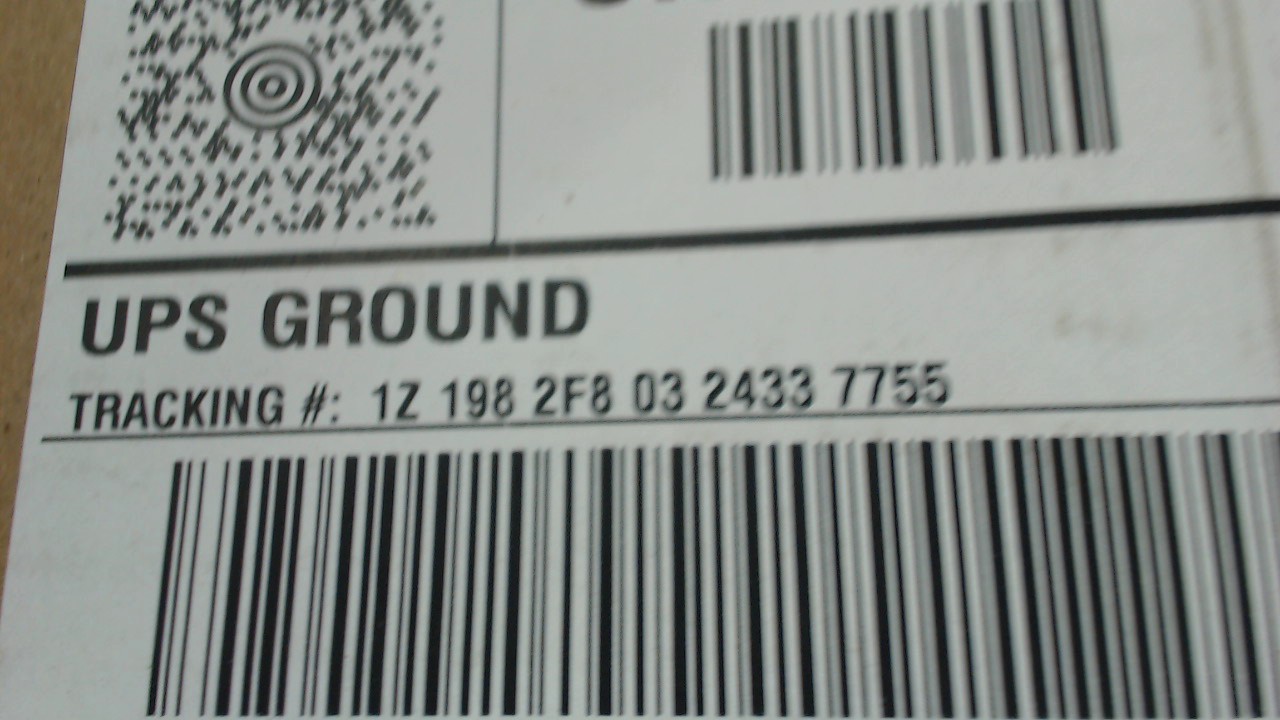 UPS GROUND
TRACKING #: 1Z 198 2F8 03 2433 7755